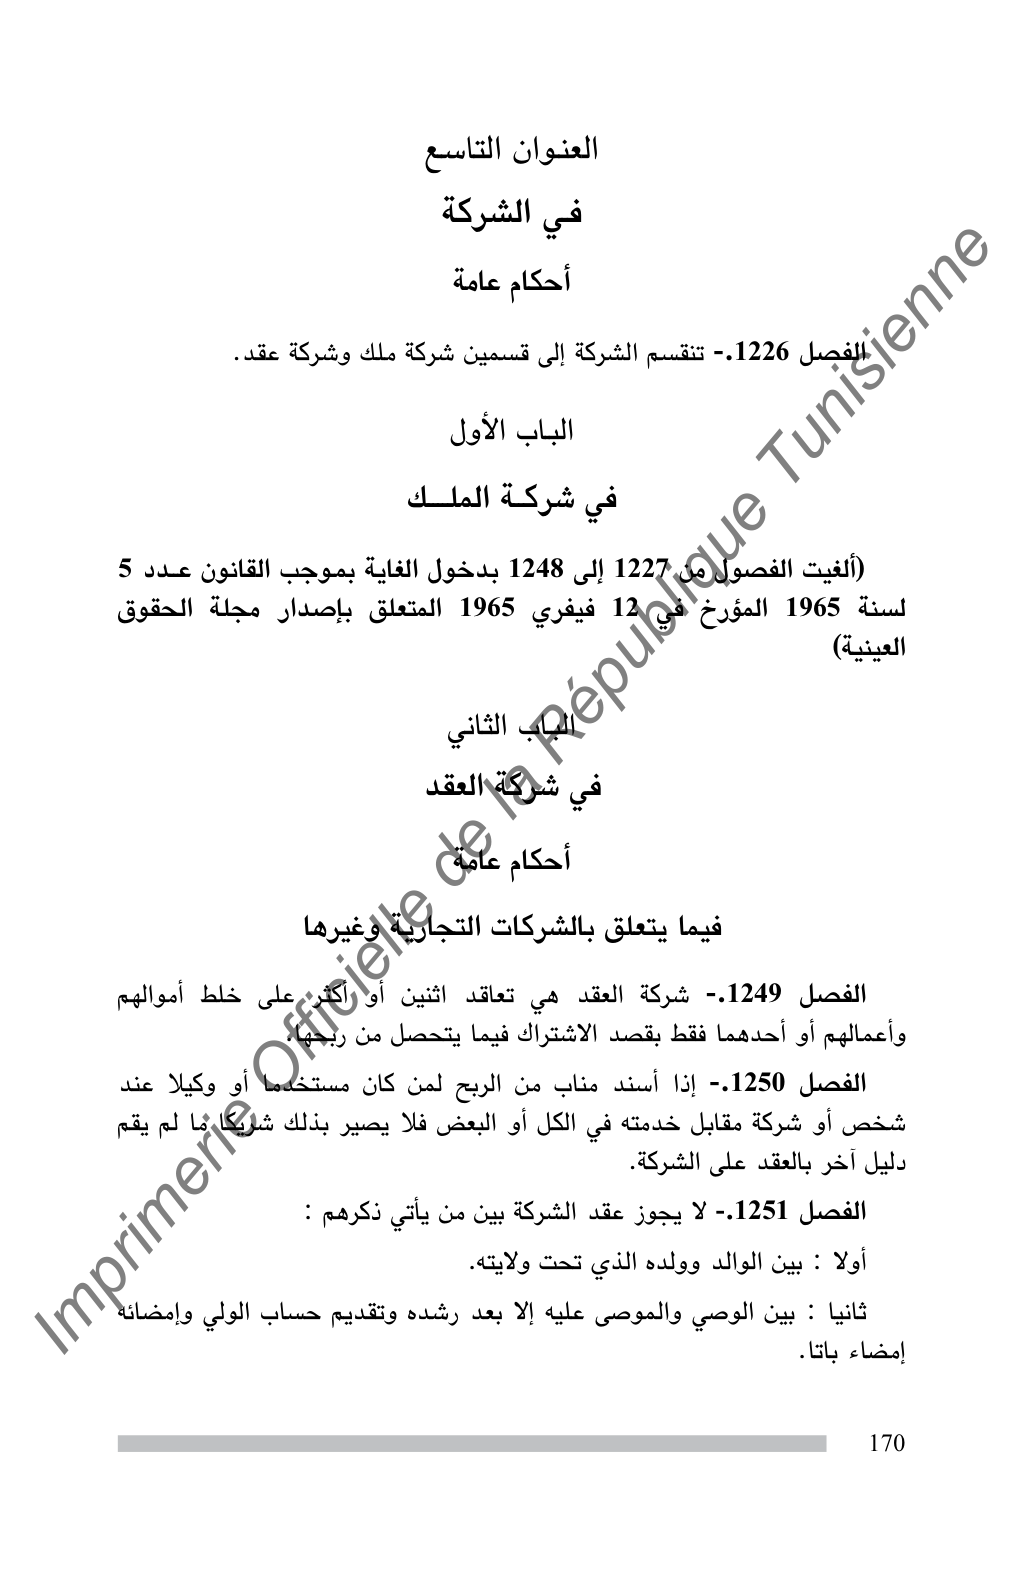 العنوان التاسع
في الشركة
أحكام عامة
الفصل 1226.- تنقسم الشركة إلى قسمين شركة ملك وشركة عقد.
الباب الأول
في شركة الملك
(ألغيت الفصول من 1227 إلى 1248 بدخول الغاية بموجب القانون عدد 5
لسنة 1965 المؤرخ في 12 فيفري 1965 المتعلق بإصدار مجلة الحقوق
العينية)
الباب الثاني
في شركة العقد
أحكام عامة
فيما يتعلق بالشركات التجارية وغيرها
الفصل 1249.- شركة العقد هي تعاقد اثنين أو أكثر على خلط أموالهم
وأعمالهم أو أحدهما فقط بقصد الاشتراك فيما يتحصل من ربحها.
الفصل 1250.- إذا أسند مناب من الربح لمن كان مستخدما أو وكيلا عند
شخص أو شركة مقابل خدمته في الكل أو البعض فلا يصير بذلك شريكا ما لم يقم
دليل آخر بالعقد على الشركة.
الفصل 1251.- لا يجوز عقد الشركة بين من يأتي ذكرهم :
أولا : بين الوالد وولده الذي تحت ولايته.
ثانيا : بين الوصي والموصى عليه إلا بعد رشده وتقديم حساب الولي وإمضائه
إمضاء باتا.
170
Imprimerie Officielle de la République Tunisienne